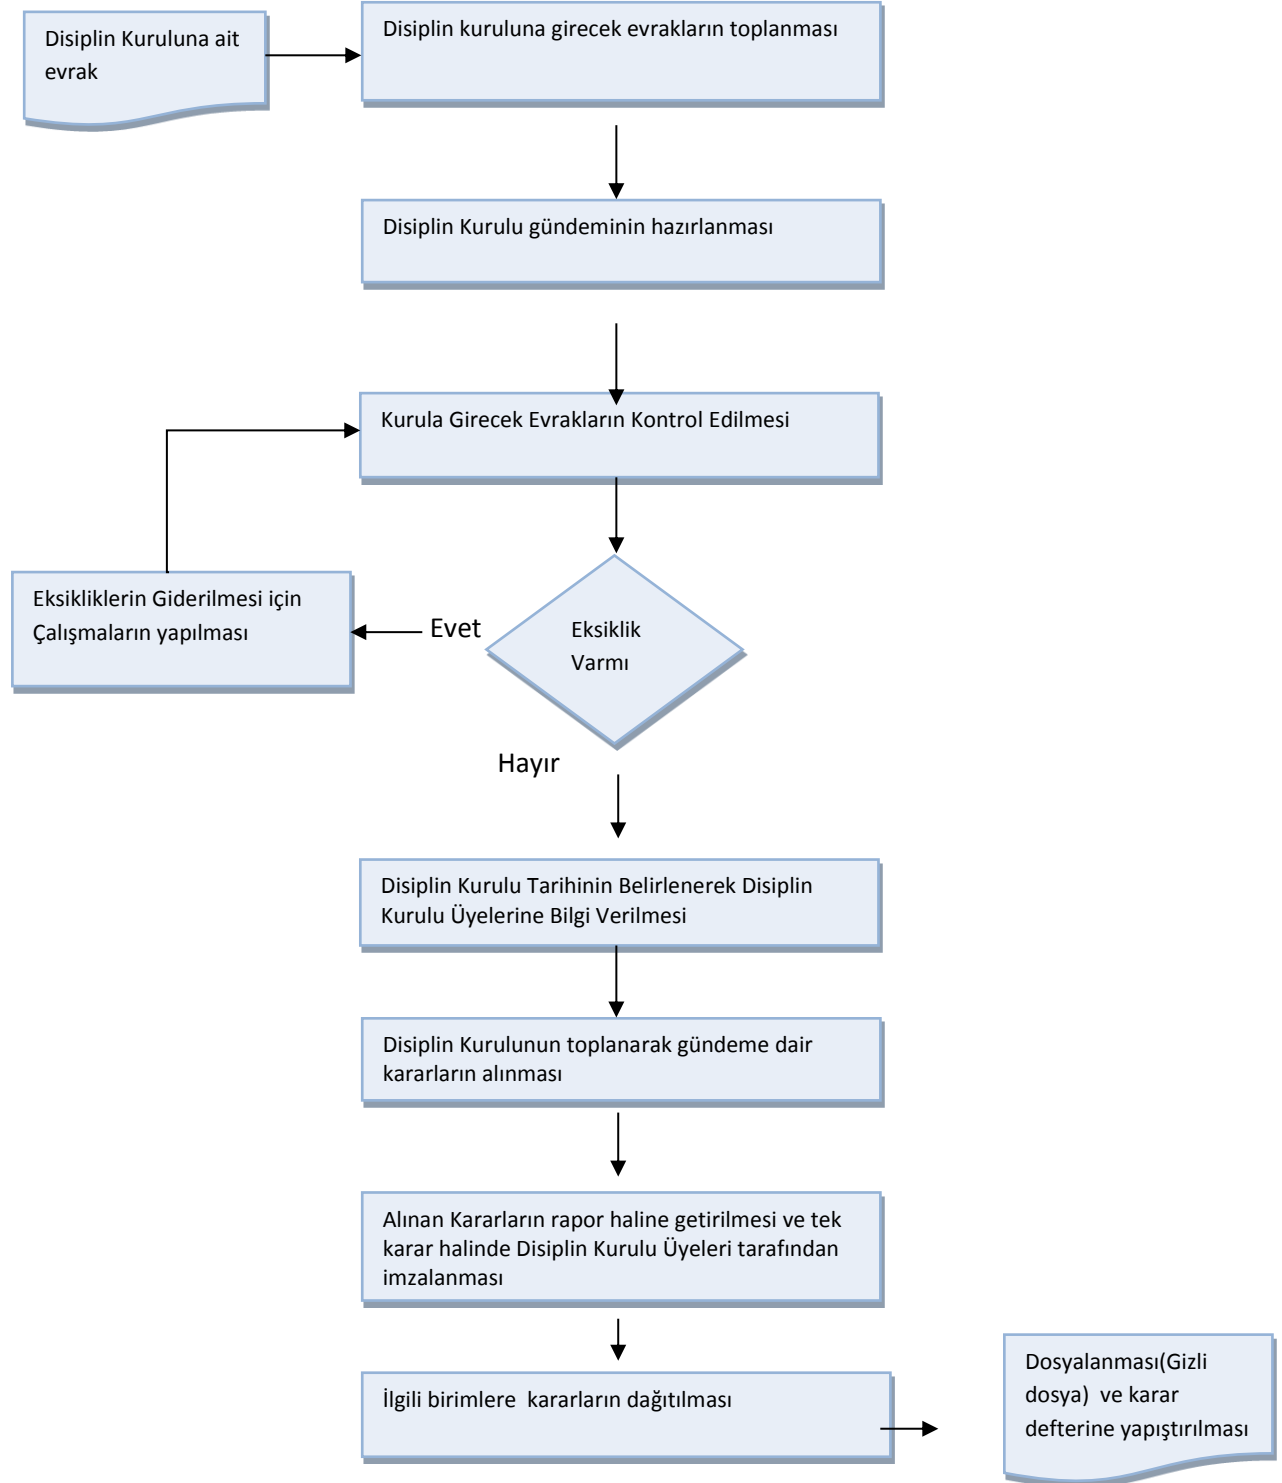 Disiplin Kuruluna ait
evrak
Disiplin kuruluna girecek evrakların toplanması
Disiplin Kurulu gündeminin hazırlanması
Kurula Girecek Evrakların Kontrol Edilmesi
Eksikliklerin Giderilmesi için
Çalışmaların yapılması
Evet
Eksiklik
Varmı
Hayır
Disiplin Kurulu Tarihinin Belirlenerek Disiplin
Kurulu Üyelerine Bilgi Verilmesi
Disiplin Kurulunun toplanarak gündeme dair
kararların alınması
Alınan Kararların rapor haline getirilmesi ve tek
karar halinde Disiplin Kurulu Üyeleri tarafından
imzalanması
İlgili birimlere kararların dağıtılması
Dosyalanması(Gizli
dosya) ve karar
defterine yapıştırılması